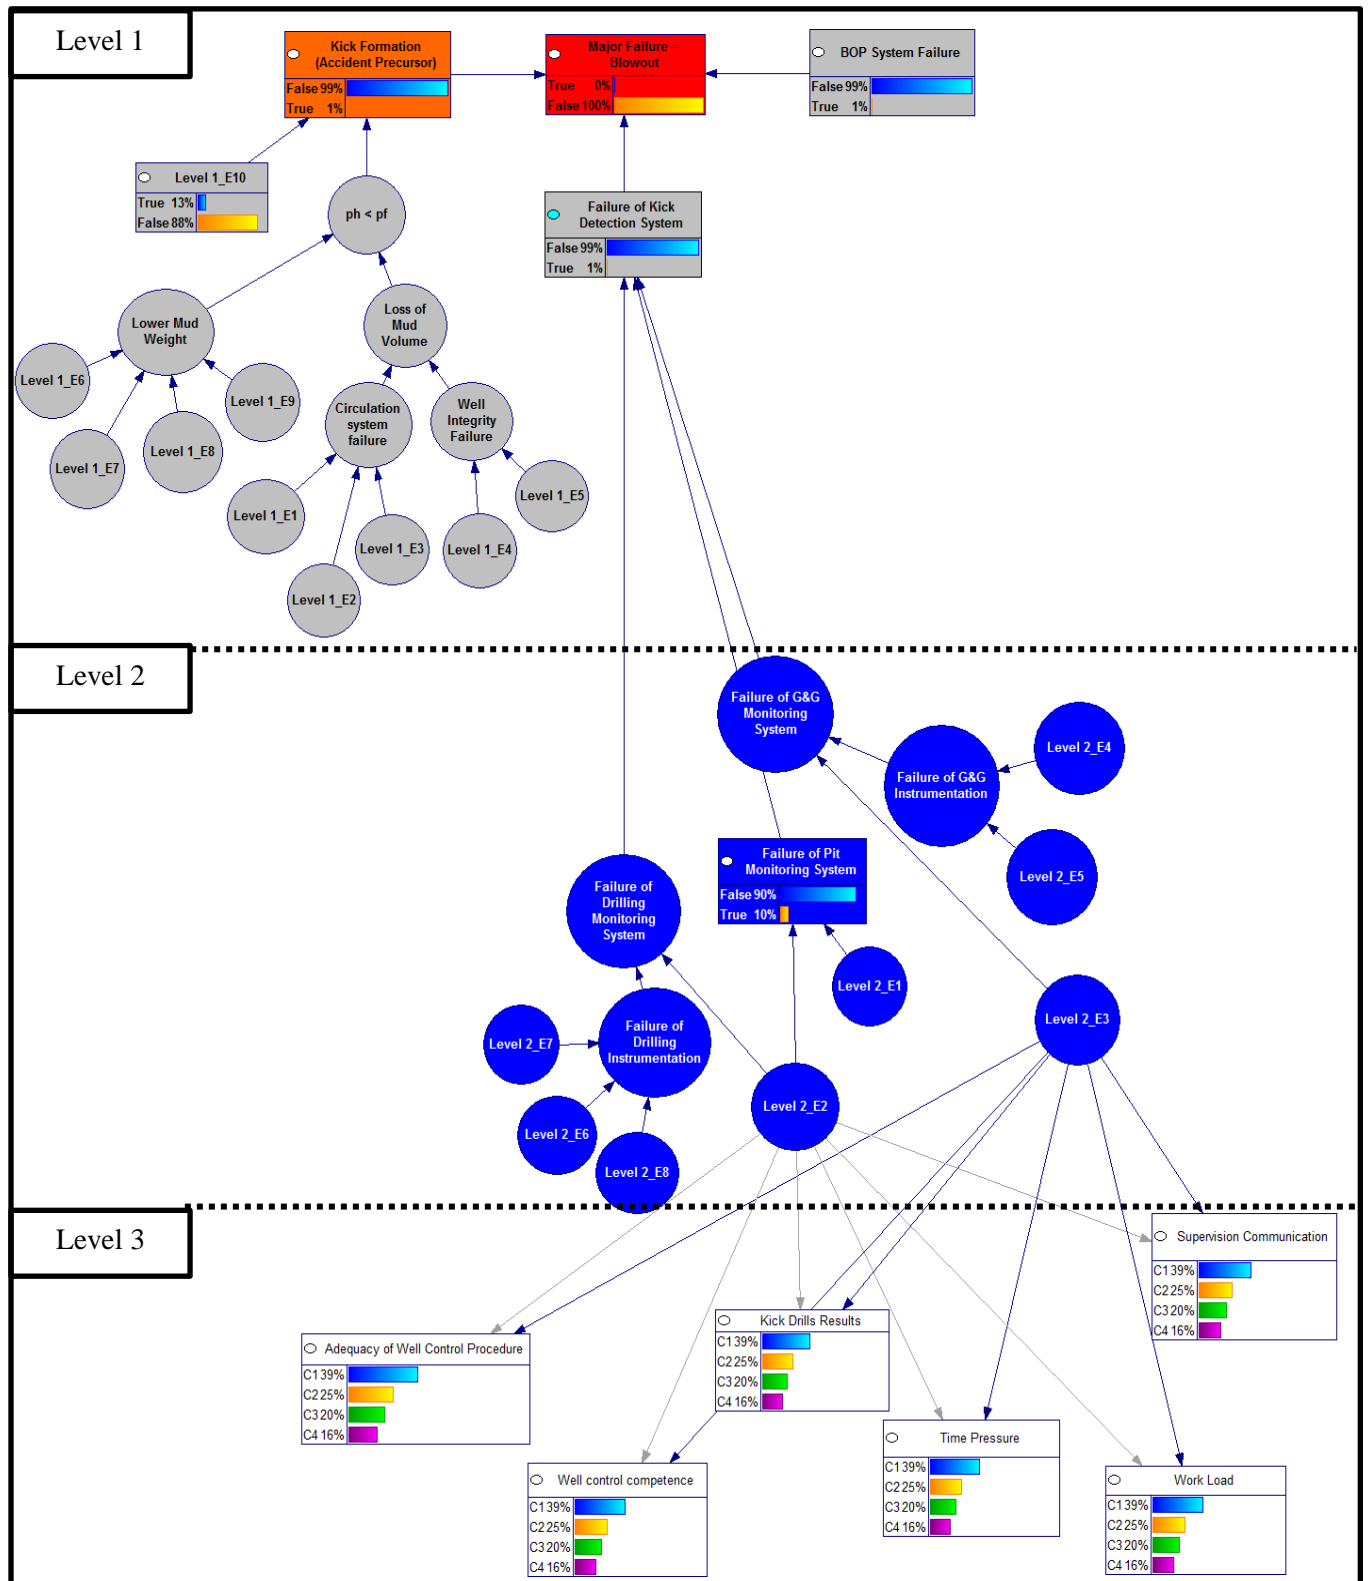 Level 1
Kick Formation
(Accident Precursor)
False 99%
True 1%
Major Failure =
Blowout
True 0%
False 100%
BOP System Failure
False 99%
True 1%
Level 1_E10
True 13%
False 88%
ph < pf
Failure of Kick
Detection System
False 99%
True 1%
Lower Mud
Weight
Loss of
Mud
Volume
Level 1_E6
Level 1_E9
Circulation
system
failure
Well
Integrity
Failure
Level 1_E7
Level 1_E8
Level 1_E5
Level 1_E1
Level 1_E3
Level 1_E4
Level 1_E2
Level 2
Failure of G&G
Monitoring
System
Level 2_E4
Failure of G&G
Instrumentation
Failure of Pit
Monitoring System
False 90%
True 10%
Level 2_E5
Failure of
Drilling
Monitoring
System
Level 2_E1
Level 2_E3
Level 2_E7
Failure of
Drilling
Instrumentation
Level 2_E2
Level 2_E6
Level 2_E8
Level 3
Supervision Communication
C1 39%
C2 25%
C3 20%
C4 16%
Kick Drills Results
C1 39%
C2 25%
C3 20%
C4 16%
Adequacy of Well Control Procedure
C1 39%
C2 25%
C3 20%
C4 16%
Time Pressure
C1 39%
C2 25%
C3 20%
C4 16%
Well control competence
C1 39%
C2 25%
C3 20%
C4 16%
Work Load
C1 39%
C2 25%
C3 20%
C4 16%